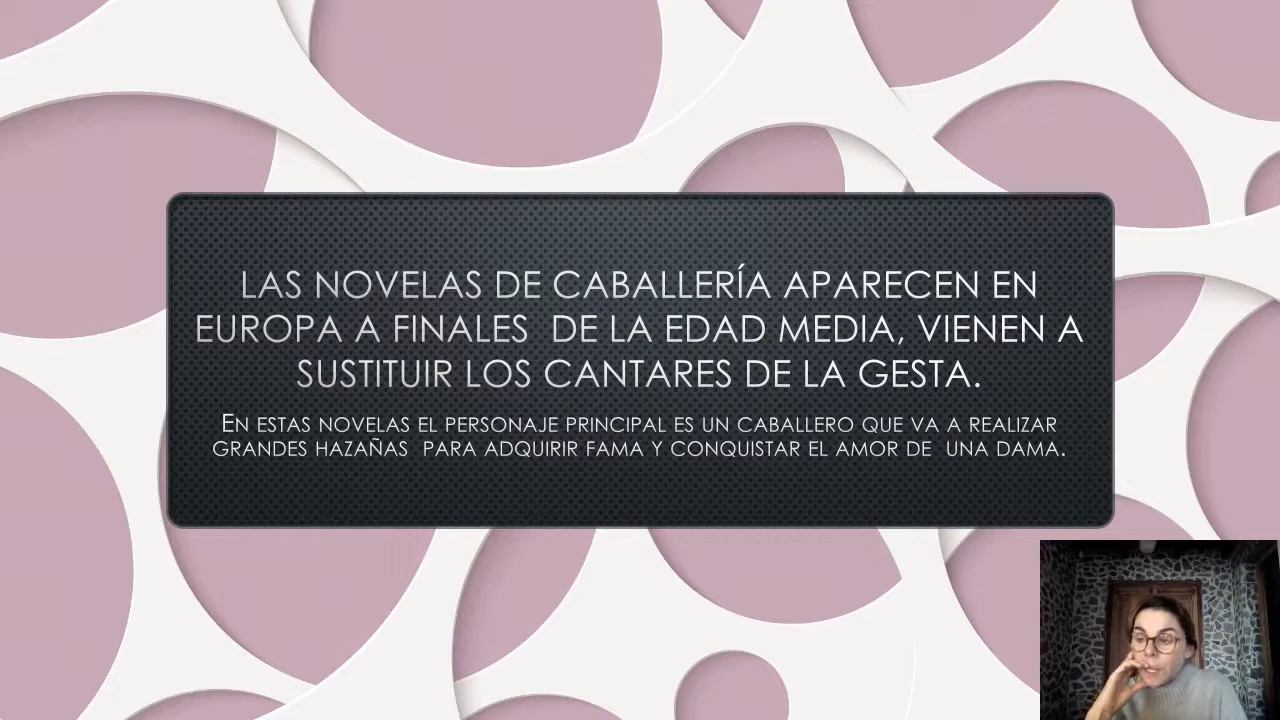 LAS NOVELAS DE CABALLERÍA APARECEN EN
EUROPA A FINALES DE LA EDAD MEDIA, VIENEN A
SUSTITUIR LOS CANTARES DE LA GESTA.
EN ESTAS NOVELAS EL PERSONAJE PRINCIPAL ES UN CABALLERO QUE VA A REALIZAR
GRANDES HAZAÑAS PARA ADQUIRIR FAMA Y CONQUISTAR EL AMOR DE UNA DAMA.